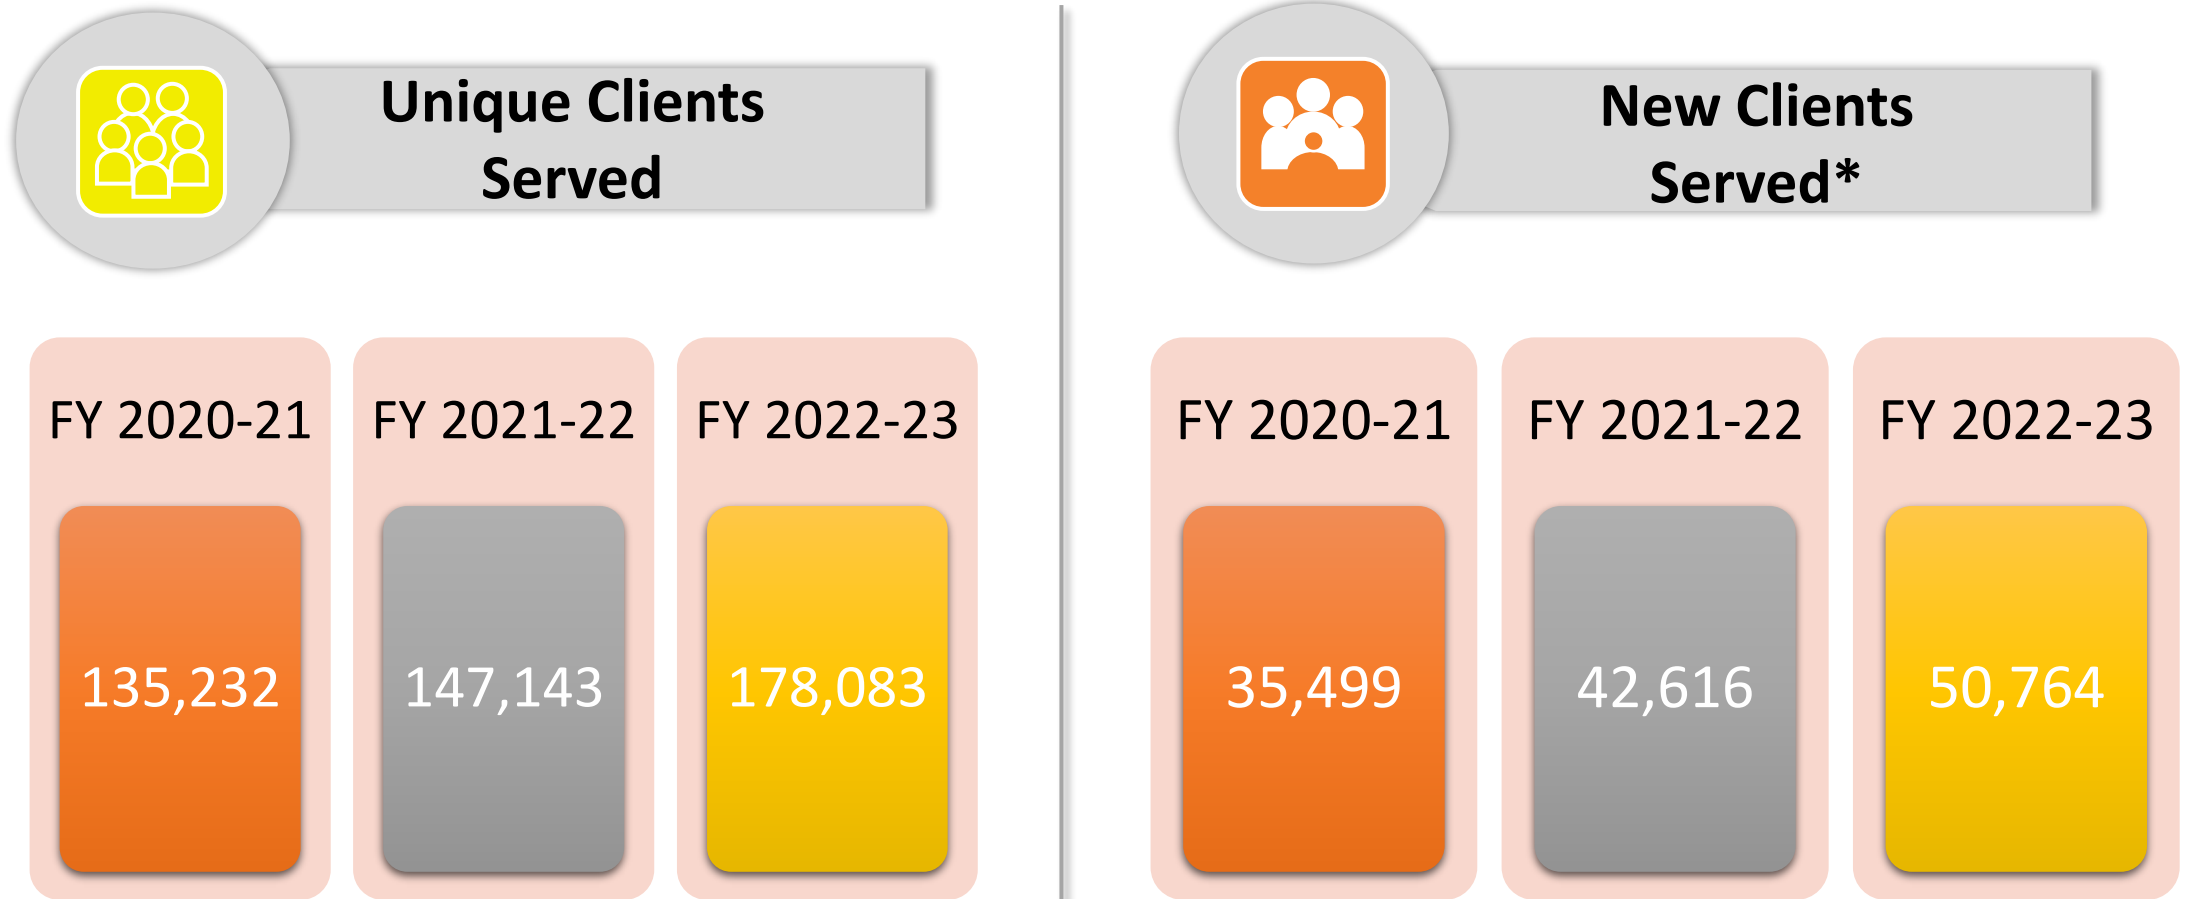 Unique Clients
Served
FY 2020-21
FY 2021-22
FY 2022-23
135,232
147,143
178,083
New Clients
Served*
FY 2020-21
FY 2021-22
FY 2022-23
35,499
42,616
50,764